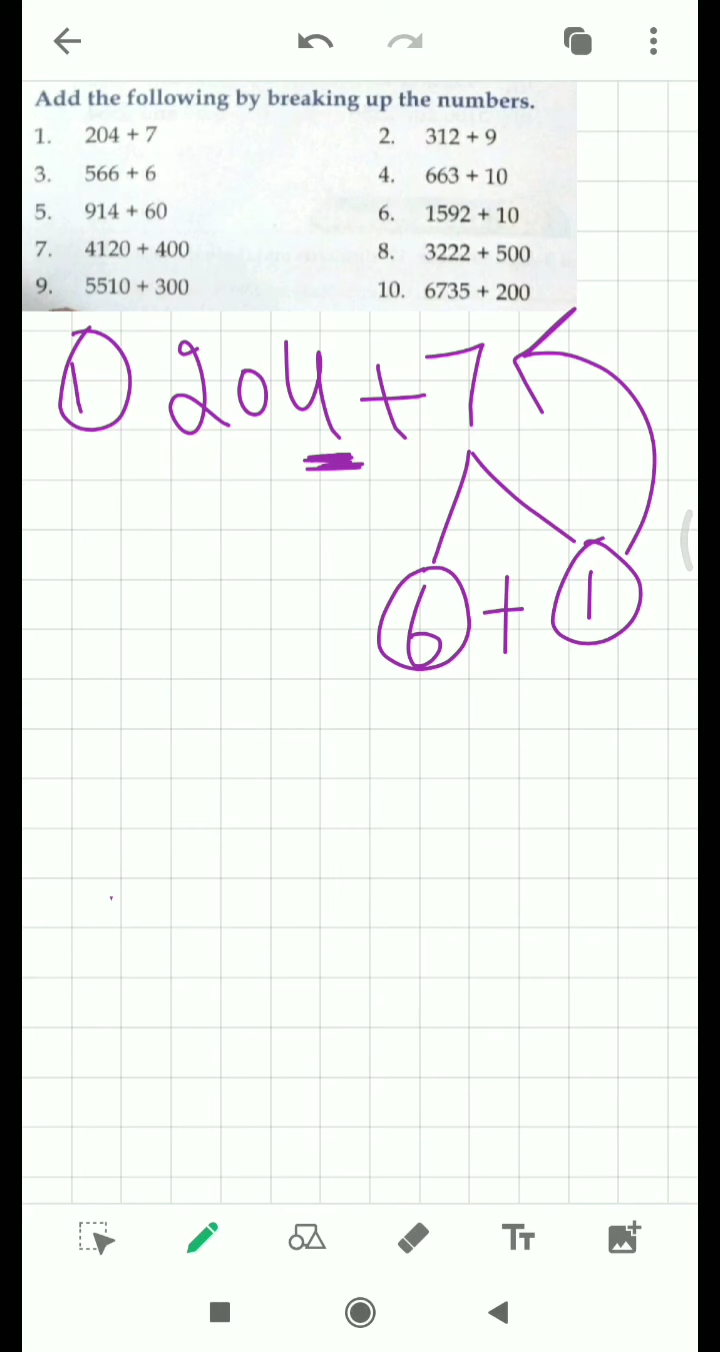 Add the following by breaking up the numbers.
1. 204 + 7 2. 312 + 9
3. 566 + 6 4. 663 + 10
5. 914 + 60 6. 1592 + 10
7. 4120 + 400 8. 3222 + 500
9. 5510 + 300 10. 6735 + 200
1 204 + 7
6 + 1
TT